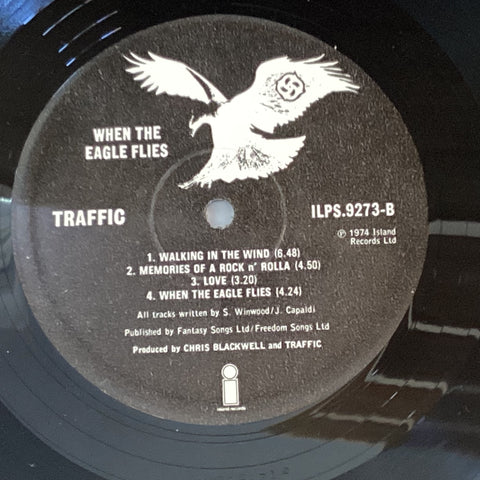 WHEN THE
EAGLE FLIES
TRAFFIC
ILPS.9273-B
℗ 1974 Island
Records Ltd
1. WALKING IN THE WIND (6.48)
2. MEMORIES OF A ROCK n' ROLLA (4.50)
3. LOVE (3.20)
4. WHEN THE EAGLE FLIES (4.24)
All tracks written by S. Winwood/J. Capaldi
Published by Fantasy Songs Ltd/Freedom Songs Ltd
Produced by CHRIS BLACKWELL and TRAFFIC
island records